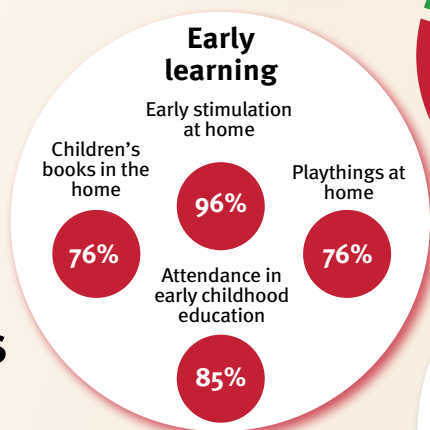 Early
learning
Early stimulation
at home
96%
Children's
books in the
home
76%
Playthings at
home
76%
Attendance in
early childhood
education
85%
s